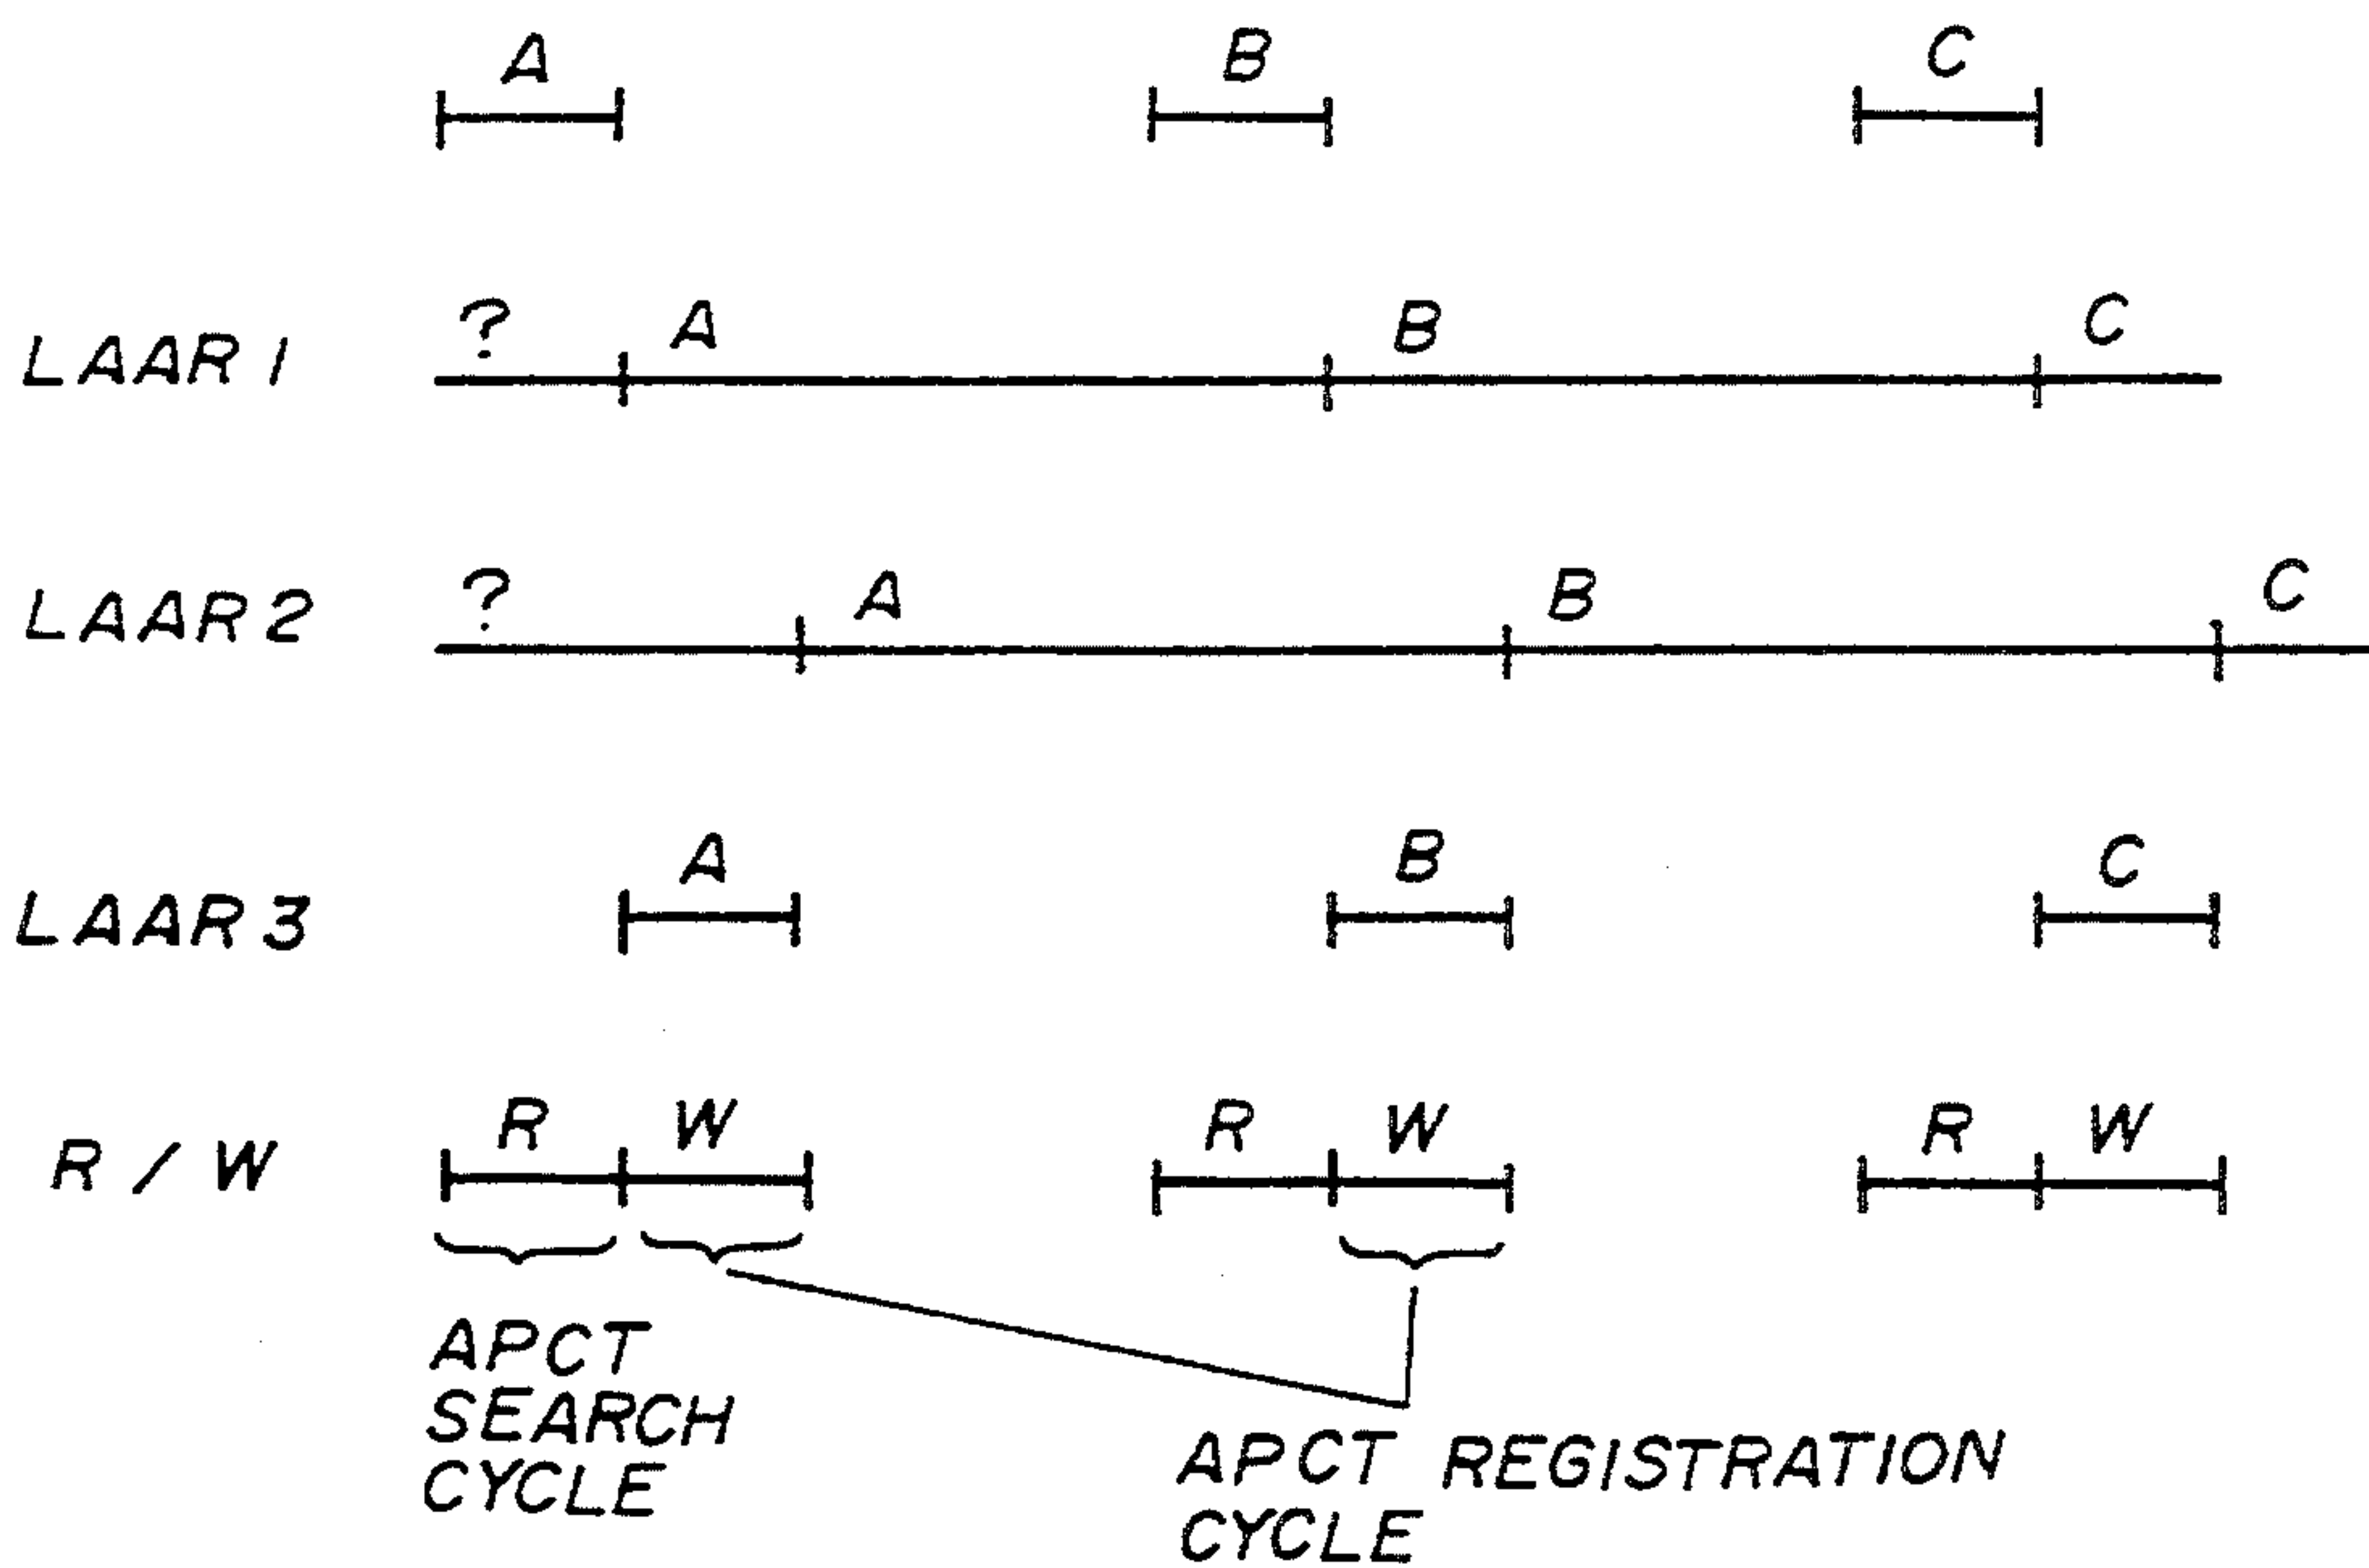 A B C
LAAR 1 ? A B C
LAAR 2 ? A B C
LAAR 3 A B C
R / W R W R W R W
APCT
SEARCH
CYCLE
APCT REGISTRATION
CYCLE